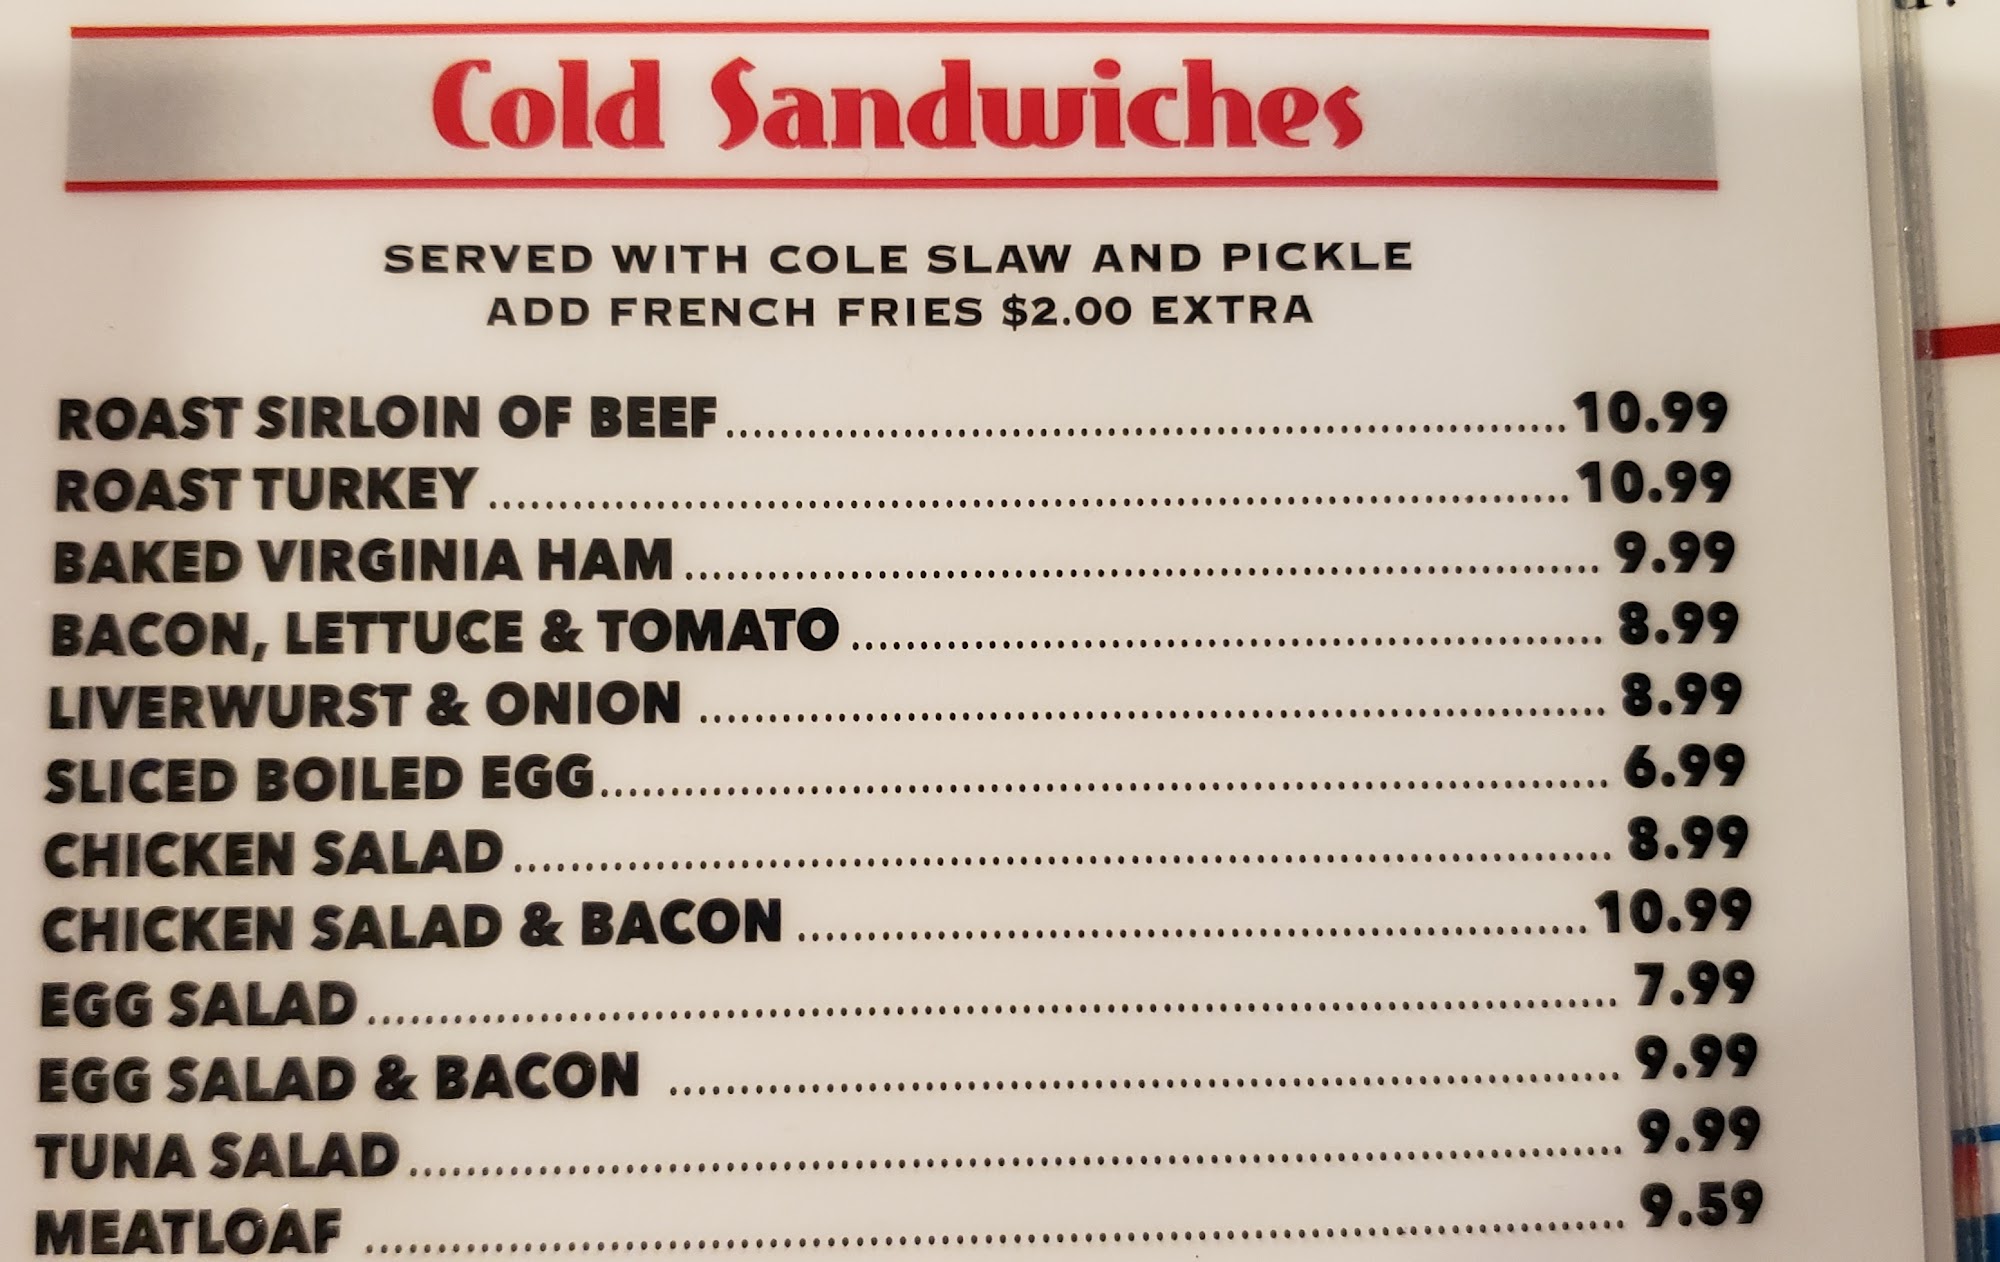 Cold Sandwiches
SERVED WITH COLE SLAW AND PICKLE
ADD FRENCH FRIES $2.00 EXTRA
ROAST SIRLOIN OF BEEF 10.99
ROAST TURKEY 10.99
BAKED VIRGINIA HAM 9.99
BACON, LETTUCE & TOMATO 8.99
LIVERWURST & ONION 8.99
SLICED BOILED EGG 6.99
CHICKEN SALAD 8.99
CHICKEN SALAD & BACON 10.99
EGG SALAD 7.99
EGG SALAD & BACON 9.99
TUNA SALAD 9.99
MEATLOAF 9.59